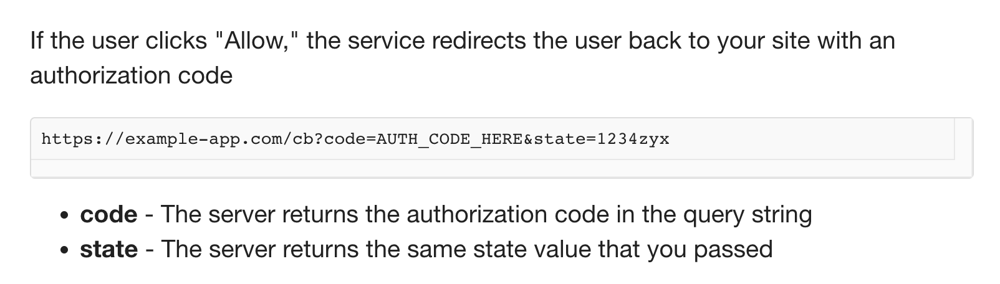 If the user clicks "Allow," the service redirects the user back to your site with an
authorization code
https://example-app.com/cb?code=AUTH_CODE_HERE&state=1234zyx
• code - The server returns the authorization code in the query string
• state - The server returns the same state value that you passed